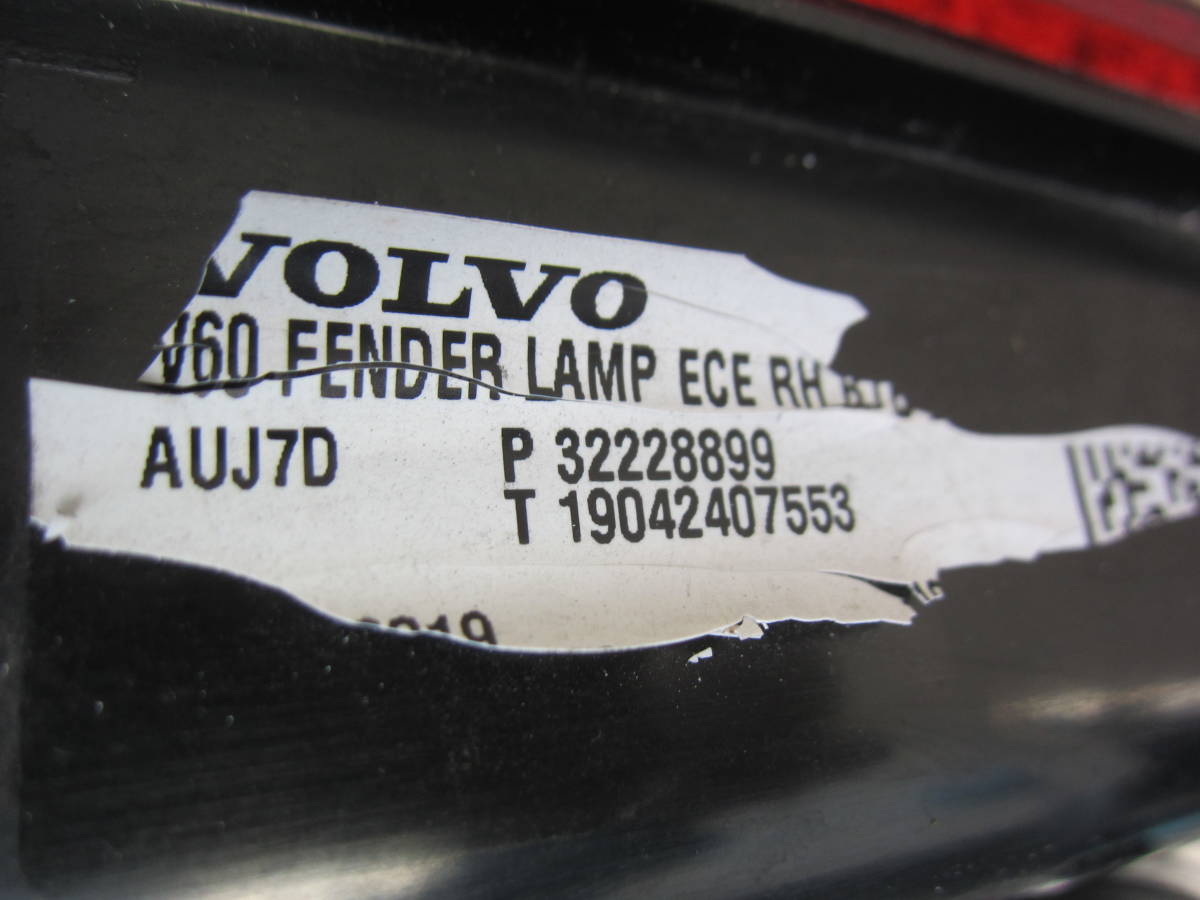 VOLVO
V60 FENDER LAMP ECE RH
AUJ7D P 32228899
T 19042407553